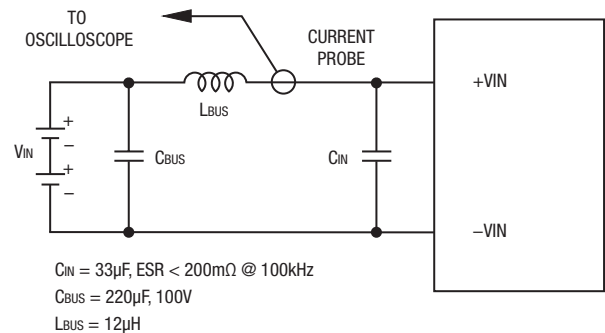 TO
OSCILLOSCOPE
CURRENT
PROBE
LBUS
+VIN
+
−
VIN
+
−
CBUS
CIN
−VIN
CIN = 33µF, ESR < 200mΩ @ 100kHz
CBUS = 220µF, 100V
LBUS = 12µH